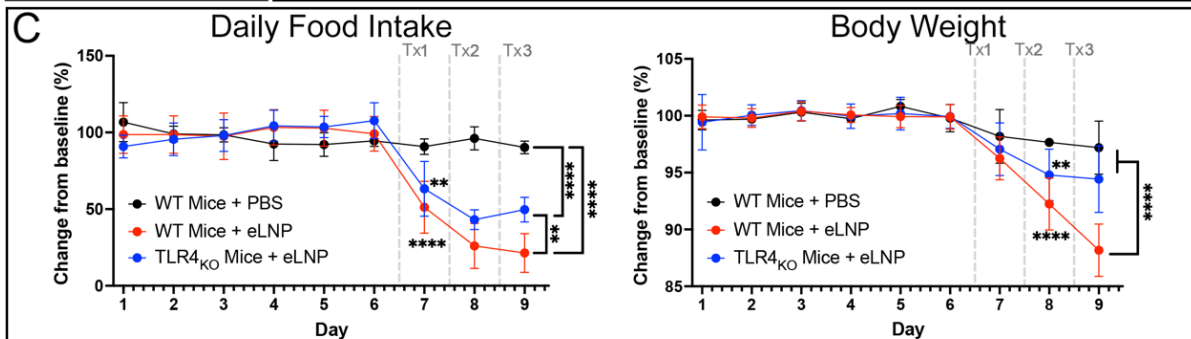 C
Daily Food Intake
Tx1 Tx2 Tx3
Change from baseline (%)
150
100
50
0
**
****
****
****
**
WT Mice + PBS
WT Mice + eLNP
TLR4KO Mice + eLNP
1 2 3 4 5 6 7 8 9
Day
Body Weight
Tx1 Tx2 Tx3
Change from baseline (%)
105
100
95
90
85
**
****
****
WT Mice + PBS
WT Mice + eLNP
TLR4KO Mice + eLNP
1 2 3 4 5 6 7 8 9
Day